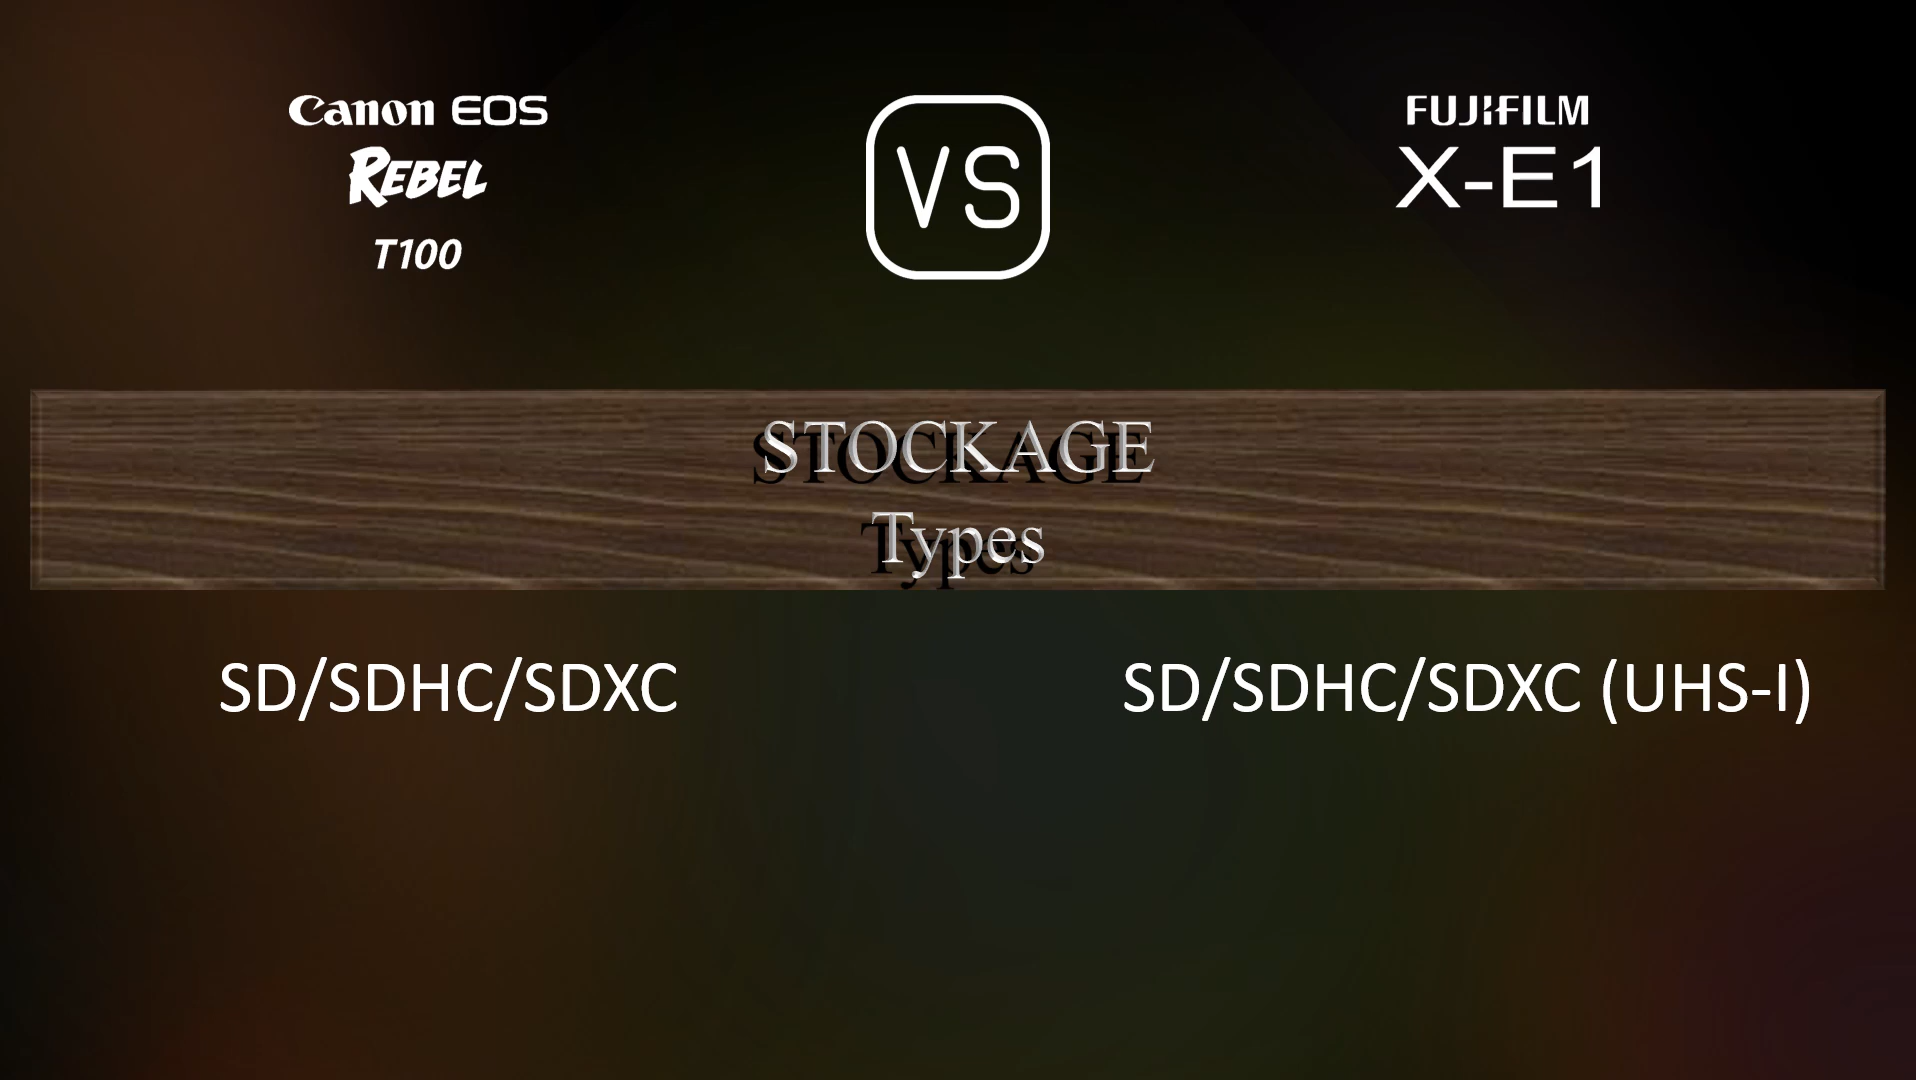 Canon EOS
REBEL
T100
VS
FUJIFILM
X-E1
STOCKAGE
Types
SD/SDHC/SDXC
SD/SDHC/SDXC (UHS-I)